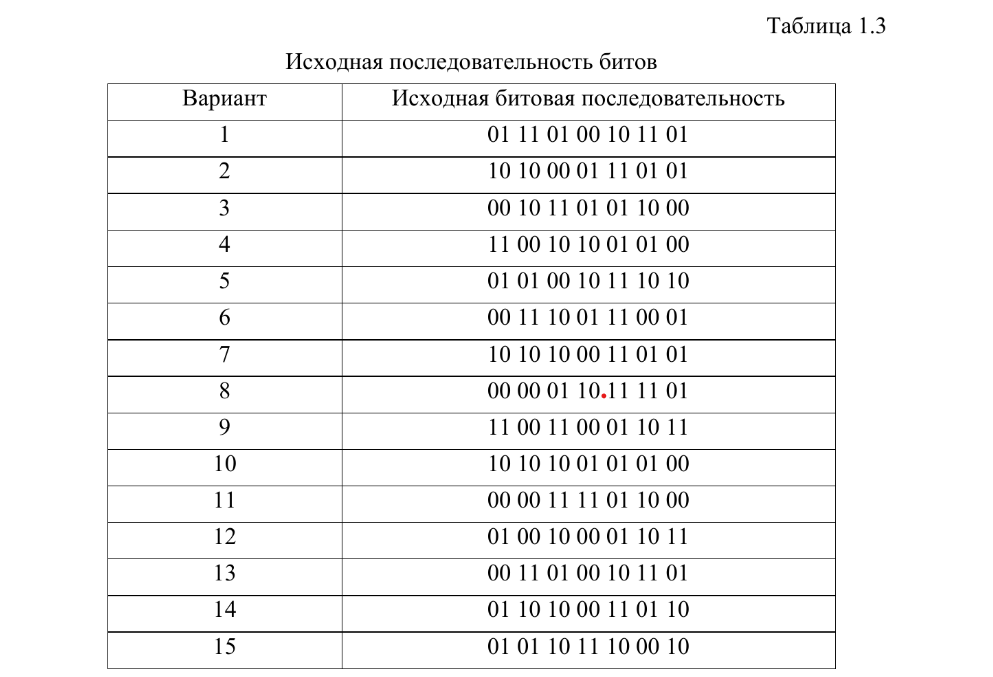 Таблица 1.3
Исходная последовательность битов
Вариант Исходная битовая последовательность
1 01 11 01 00 10 11 01
2 10 10 00 01 11 01 01
3 00 10 11 01 01 10 00
4 11 00 10 10 01 01 00
5 01 01 00 10 11 10 10
6 00 11 10 01 11 00 01
7 10 10 10 00 11 01 01
8 00 00 01 10 11 11 01
9 11 00 11 00 01 10 11
10 10 10 10 01 01 01 00
11 00 00 11 11 01 10 00
12 01 00 10 00 01 10 11
13 00 11 01 00 10 11 01
14 01 10 10 00 11 01 10
15 01 01 10 11 10 00 10